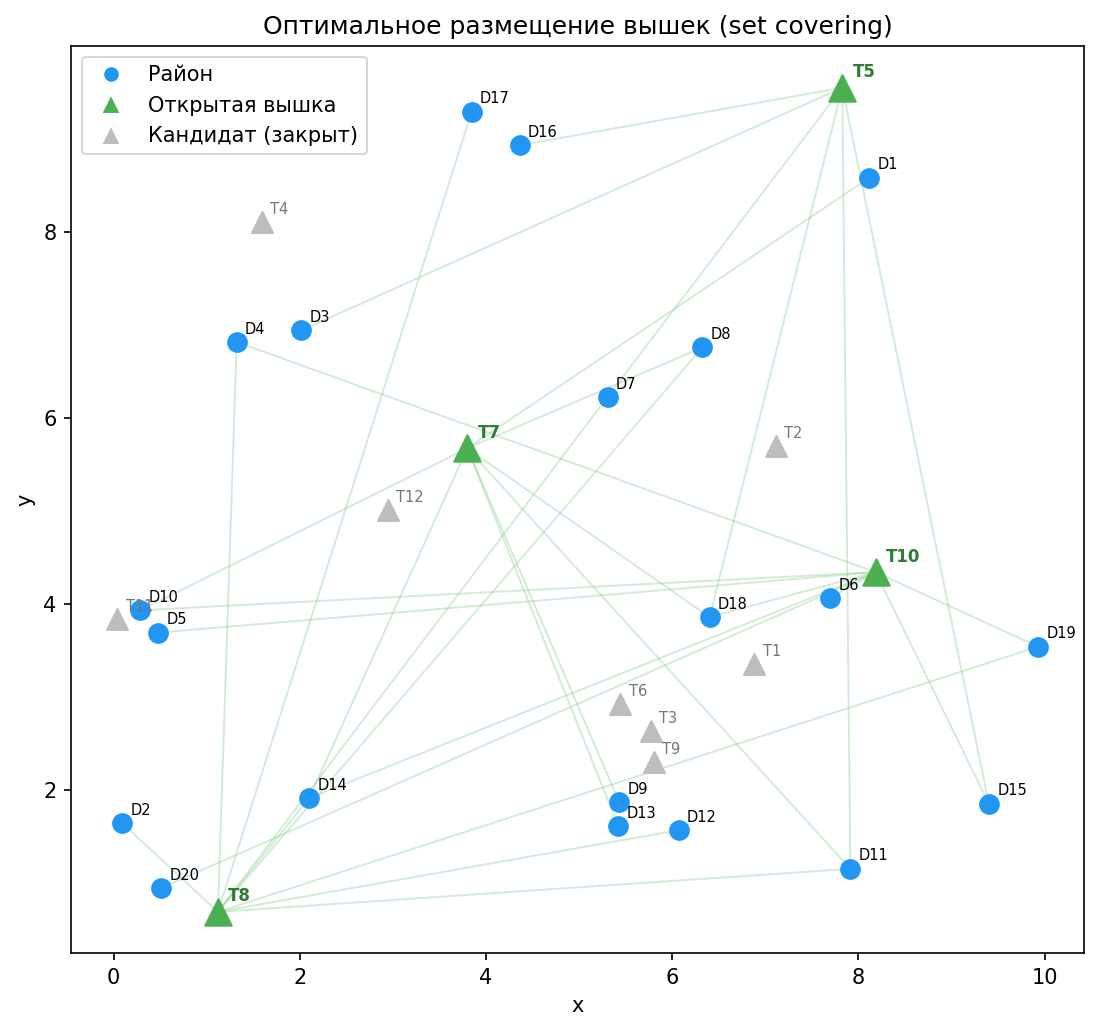 Оптимальное размещение вышек (set covering)
Район
Открытая вышка
Кандидат (закрыт)
T5
D17
D16
D1
T4
D3
D4
D8
D7
T7
T2
T12
T10
D6
D10
T11
D5
D18
D19
T1
T6
T3
T9
D14
D9
D13
D12
D15
D2
D11
D20
T8
8
6
4
2
y
0 2 4 6 8 10
x